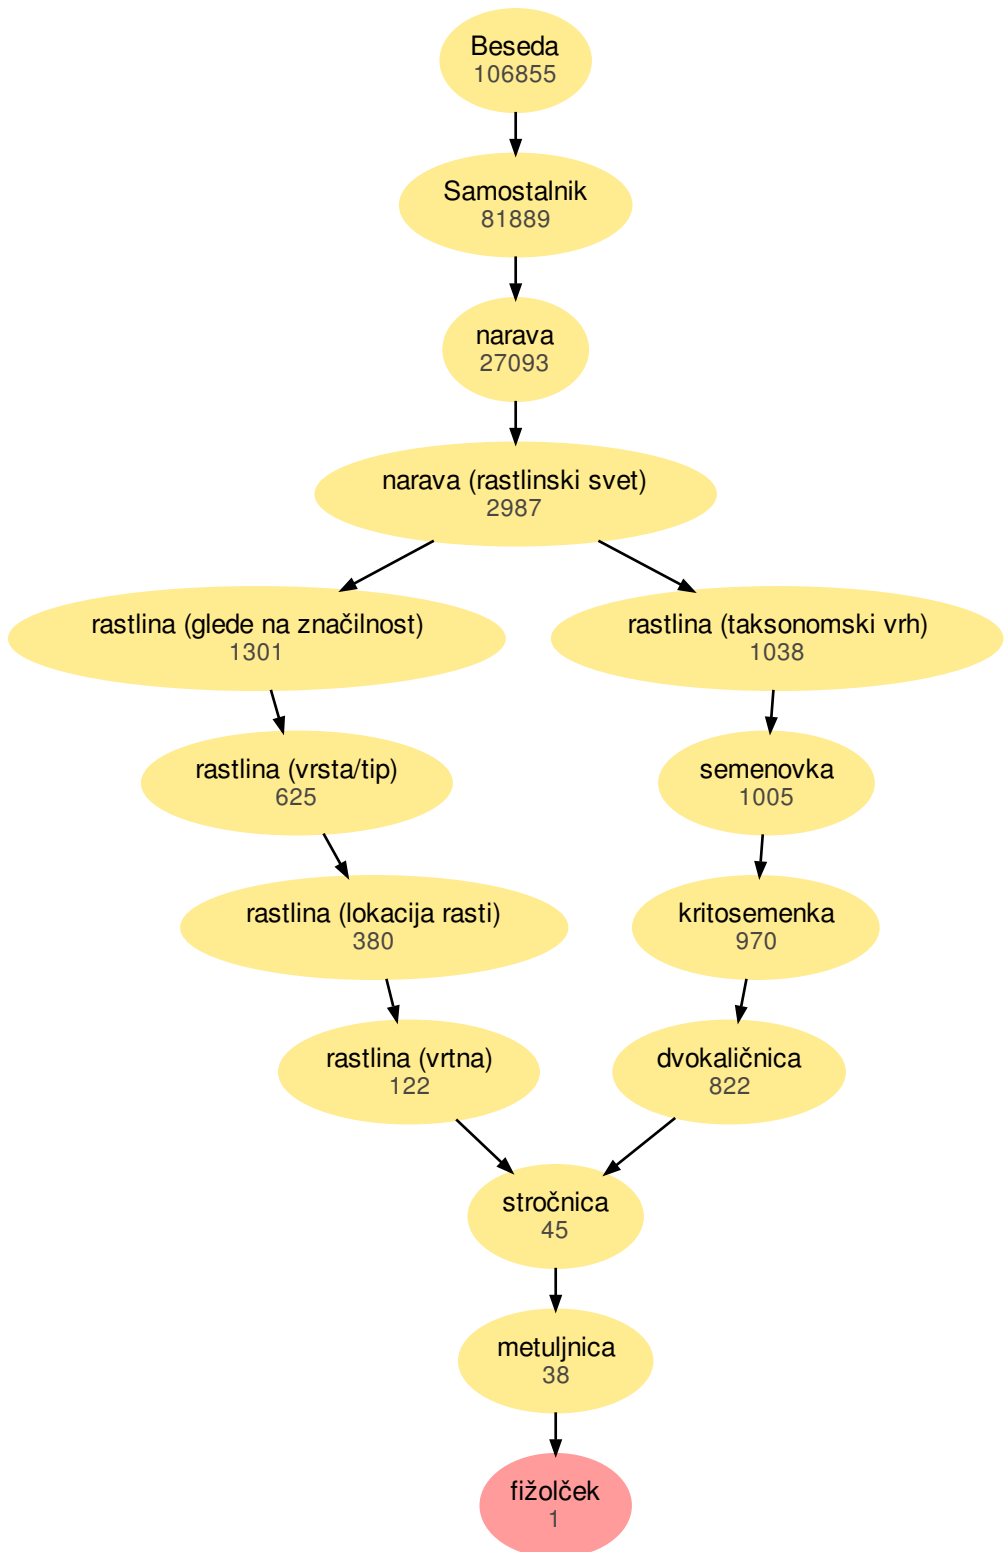 Beseda
106855
Samostalnik
81889
narava
27093
narava (rastlinski svet)
2987
rastlina (glede na značilnost)
1301
rastlina (taksonomski vrh)
1038
rastlina (vrsta/tip)
625
semenovka
1005
rastlina (lokacija rasti)
380
kritosemenka
970
rastlina (vrtna)
122
dvokaličnica
822
stročnica
45
metuljnica
38
fižolček
1